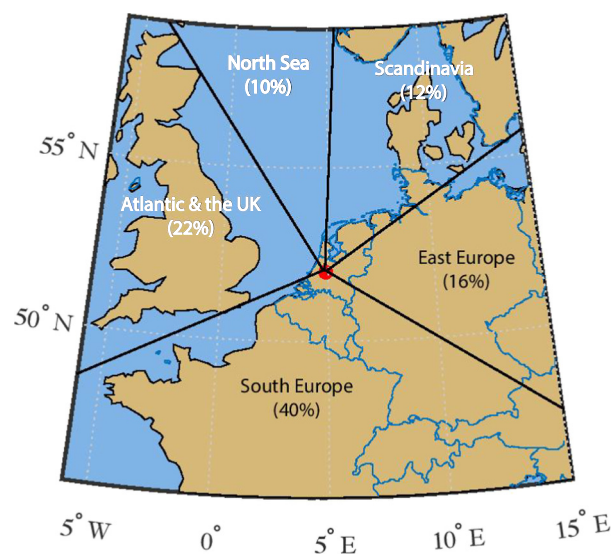 North Sea
(10%)
Scandinavia
(12%)
55° N
Atlantic & the UK
(22%)
East Europe
(16%)
50° N
South Europe
(40%)
5° W
0°
5° E
10° E
15° E